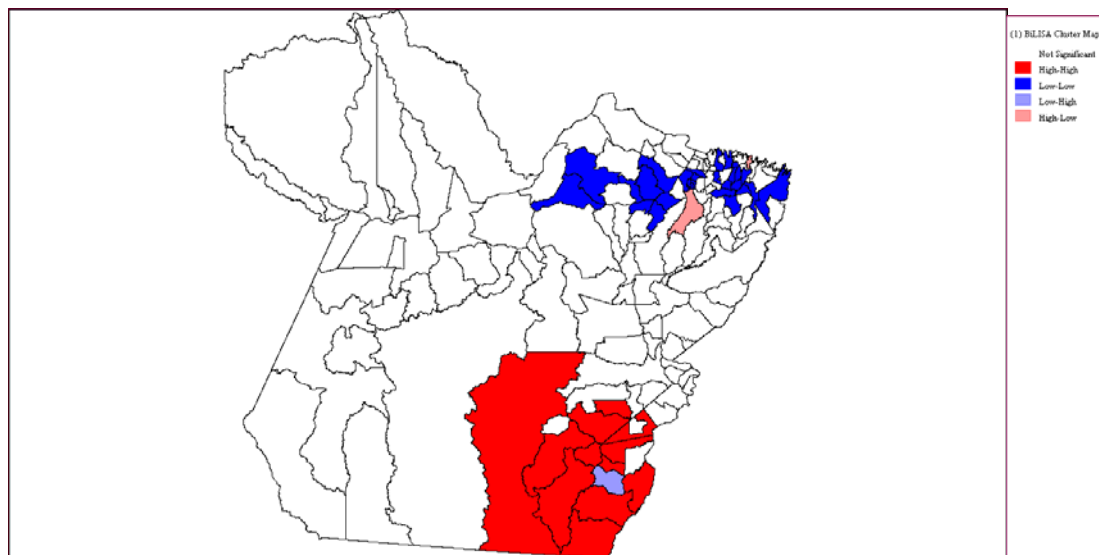 (1) BiLISA Cluster Map
Not Significant
High-High
Low-Low
Low-High
High-Low